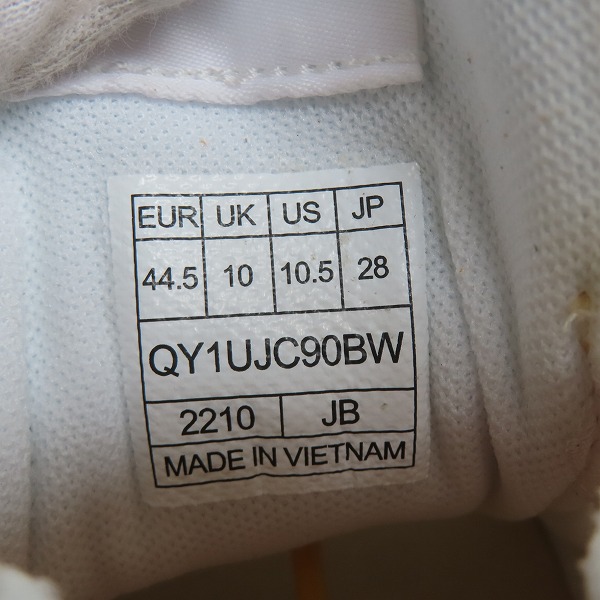 EUR UK US JP
44.5 10 10.5 28
QY1UJC90BW
2210 JB
MADE IN VIETNAM